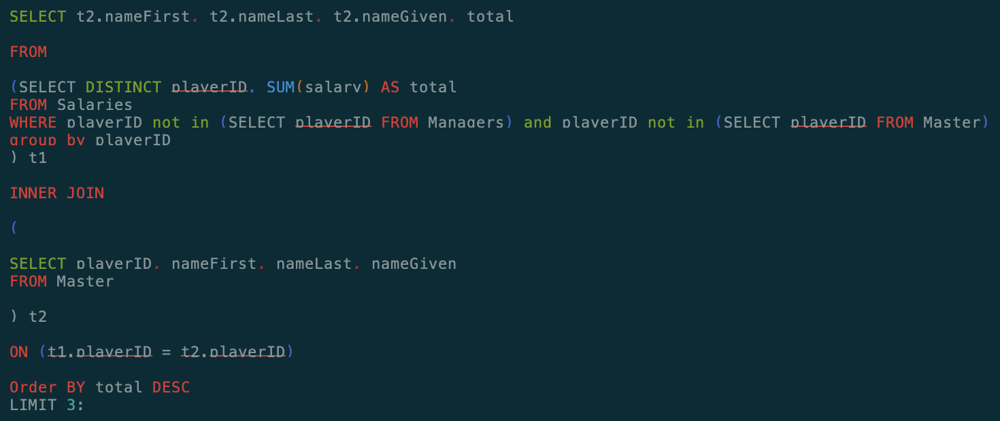 SELECT t2.nameFirst, t2.nameLast, t2.nameGiven, total
FROM
(SELECT DISTINCT playerID, SUM(salary) AS total
FROM Salaries
WHERE playerID not in (SELECT playerID FROM Managers) and playerID not in (SELECT playerID FROM Master)
group by playerID
) t1
INNER JOIN
(
SELECT playerID, nameFirst, nameLast, nameGiven
FROM Master
) t2
ON (t1.playerID = t2.playerID)
Order BY total DESC
LIMIT 3;